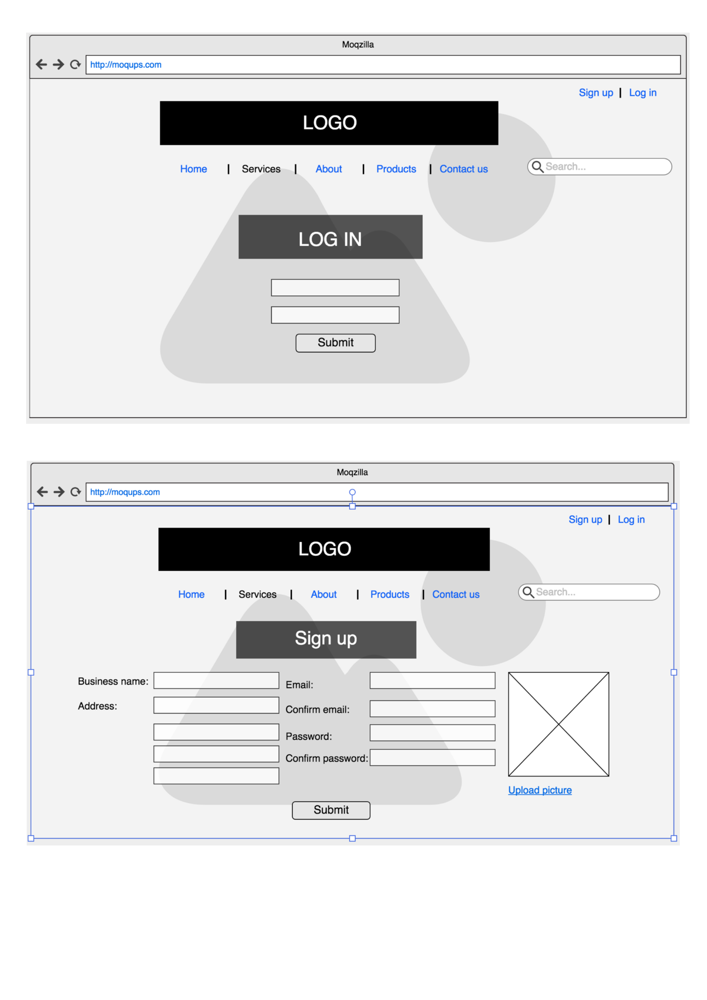 Moqzilla
http://moqups.com
Sign up | Log in
LOGO
Home | Services | About | Products | Contact us
Search...
LOG IN
Submit
Moqzilla
http://moqups.com
Sign up | Log in
LOGO
Home | Services | About | Products | Contact us
Search...
Sign up
Business name:
Address:
Email:
Confirm email:
Password:
Confirm password:
Upload picture
Submit